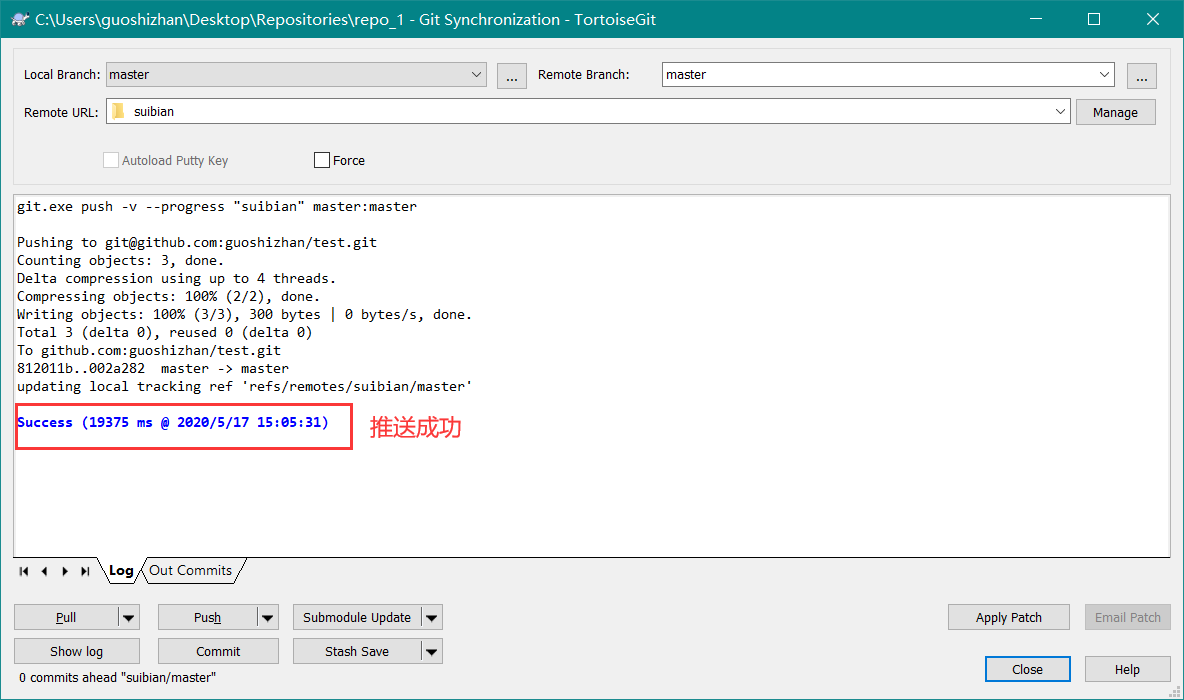 C:\Users\guoshizhan\Desktop\Repositories\repo_1 - Git Synchronization - TortoiseGit
Local Branch: master ... Remote Branch: master ...
Remote URL: suibian Manage
Autoload Putty Key Force
git.exe push -v --progress "suibian" master:master
Pushing to git@github.com:guoshizhan/test.git
Counting objects: 3, done.
Delta compression using up to 4 threads.
Compressing objects: 100% (2/2), done.
Writing objects: 100% (3/3), 300 bytes | 0 bytes/s, done.
Total 3 (delta 0), reused 0 (delta 0)
To github.com:guoshizhan/test.git
812011b..002a282  master -> master
updating local tracking ref 'refs/remotes/suibian/master'
Success (19375 ms @ 2020/5/17 15:05:31) 推送成功
Log Out Commits
Pull Push Submodule Update Apply Patch Email Patch
Show log Commit Stash Save
0 commits ahead "suibian/master" Close Help